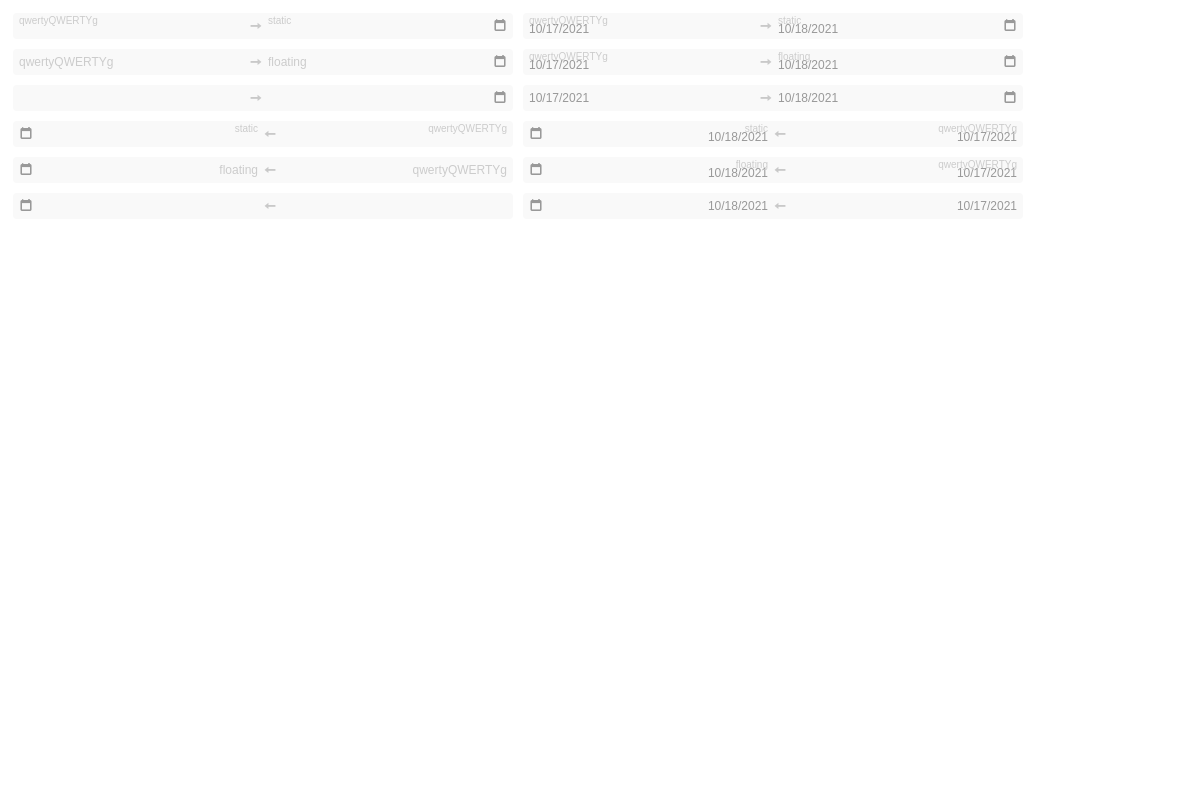 qwertyQWERTYg → static qwertyQWERTYg 10/17/2021 → static 10/18/2021
qwertyQWERTYg → floating qwertyQWERTYg 10/17/2021 → floating 10/18/2021
→ 10/17/2021 → 10/18/2021
static ← qwertyQWERTYg static 10/18/2021 ← qwertyQWERTYg 10/17/2021
floating ← qwertyQWERTYg floating 10/18/2021 ← qwertyQWERTYg 10/17/2021
← 10/18/2021 ← 10/17/2021